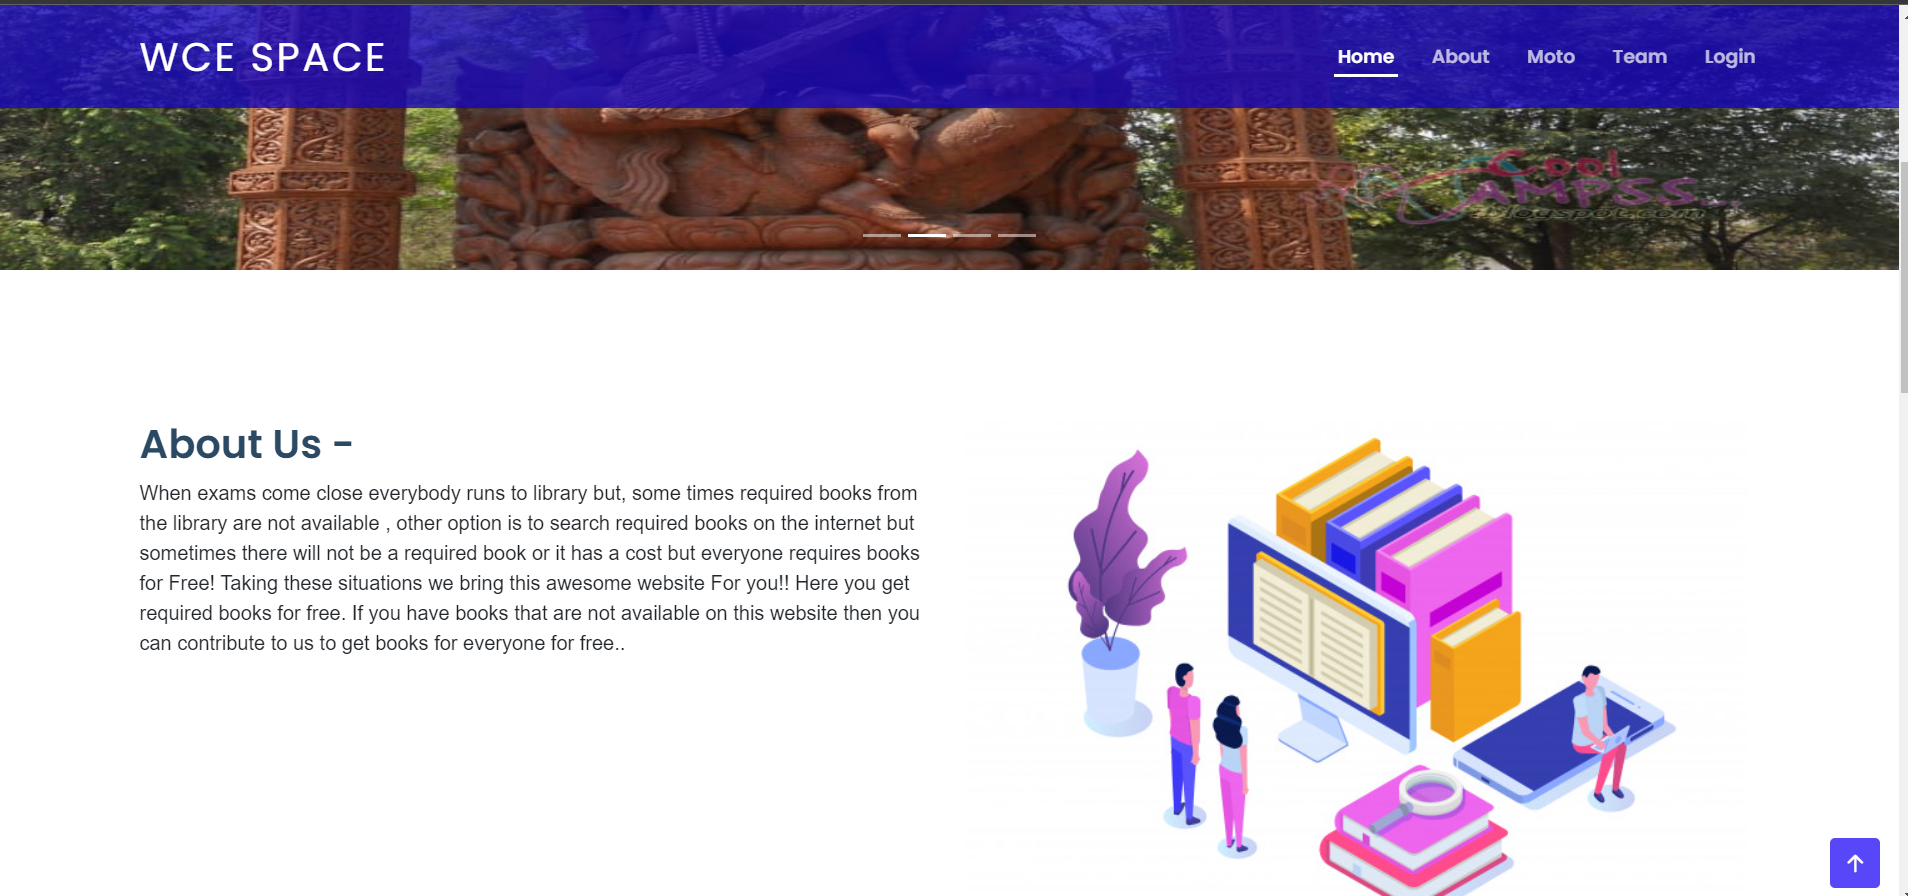 WCE SPACE
Home About Moto Team Login
Cool
CAMPSS...
.blogspot.com
About Us -
When exams come close everybody runs to library but, some times required books from
the library are not available , other option is to search required books on the internet but
sometimes there will not be a required book or it has a cost but everyone requires books
for Free! Taking these situations we bring this awesome website For you!! Here you get
required books for free. If you have books that are not available on this website then you
can contribute to us to get books for everyone for free..